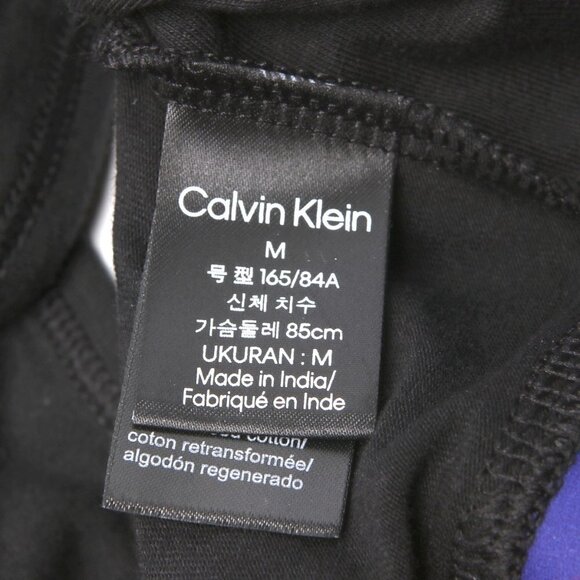 Calvin Klein
M
号型 165/84A
신체 치수
가슴둘레 85cm
UKURAN : M
Made in India/
Fabriqué en Inde
cotton/
coton retransformée/
algodón regenerado